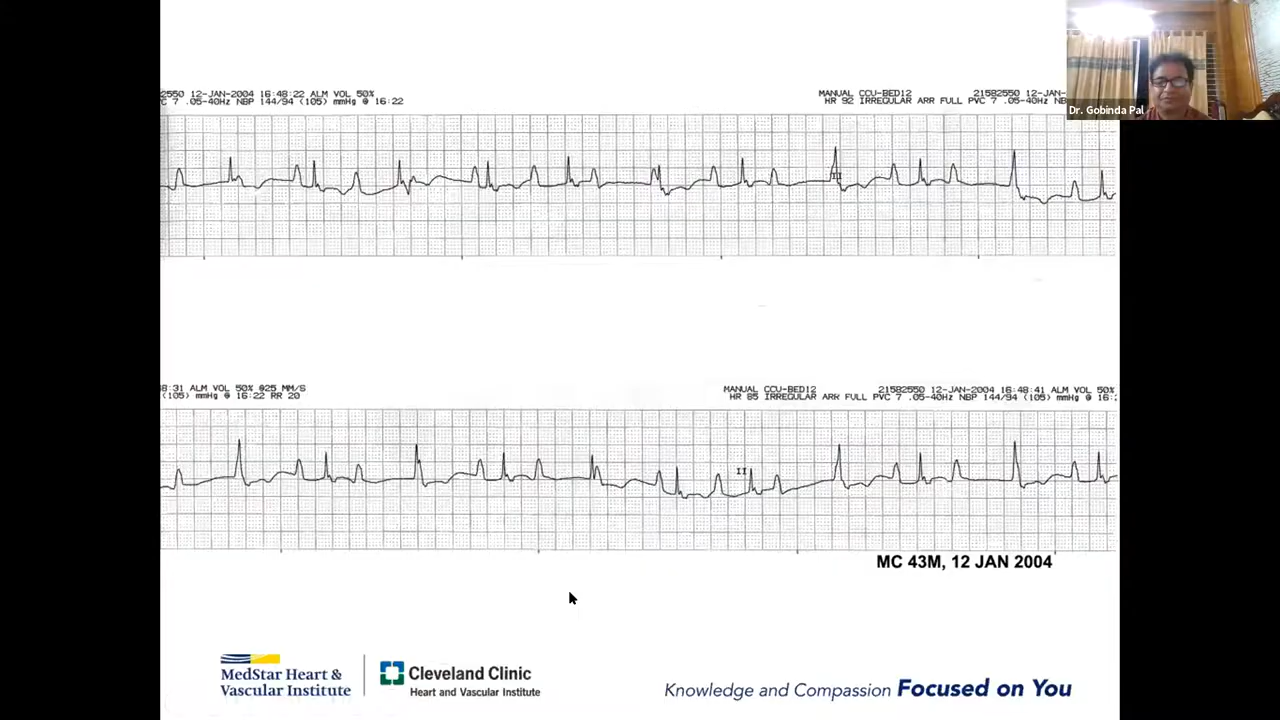 2550 12-JAN-2004 16:48:22 ALM VOL 50%
C 7 .05-40Hz NBP 144/94 (105) mmHg @ 16:22
MANUAL CCU-BED12 21582550 12-JAN-
HR 92 IRREGULAR ARR FULL PVC 7 .05-40Hz NB
Dr. Gobinda Pal
II
8:31 ALM VOL 50% @25 MM/S
(105) mmHg @ 16:22 RR 20
MANUAL CCU-BED12 21582550 12-JAN-2004 16:48:41 ALM VOL 50%
HR 85 IRREGULAR ARR FULL PVC 7 .05-40Hz NBP 144/94 (105) mmHg @ 16:
II
MC 43M, 12 JAN 2004
MedStar Heart &
Vascular Institute
Cleveland Clinic
Heart and Vascular Institute
Knowledge and Compassion Focused on You